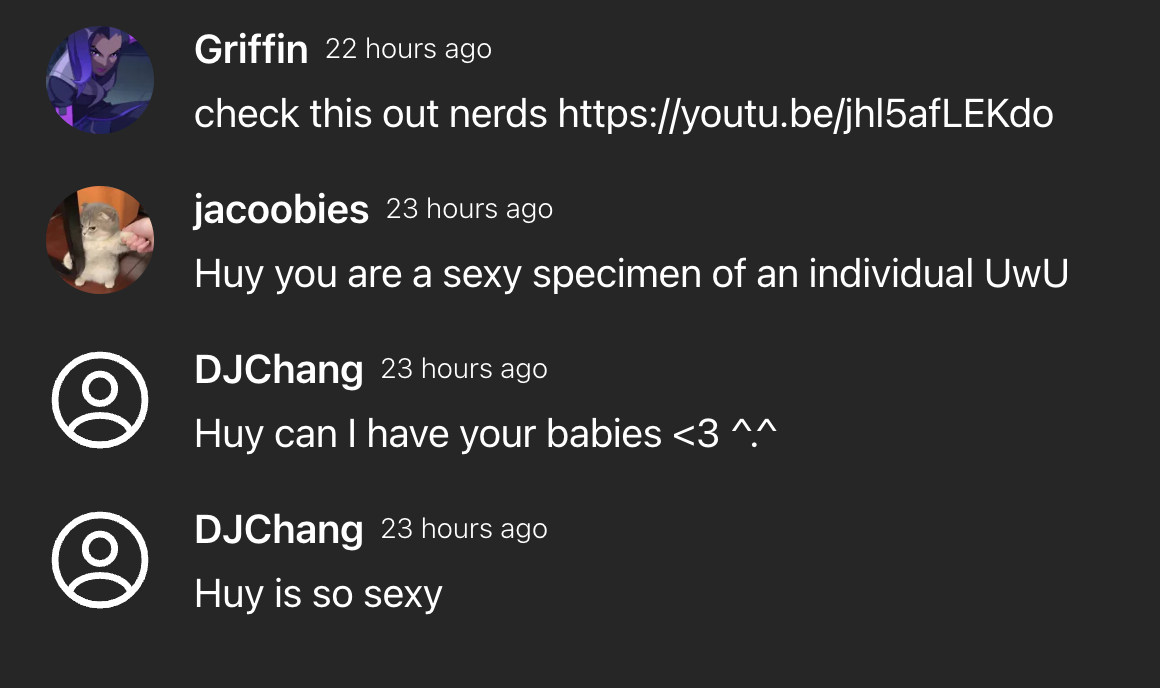 Griffin 22 hours ago
check this out nerds https://youtu.be/jhl5afLEKdo
jacoobies 23 hours ago
Huy you are a sexy specimen of an individual UwU
DJChang 23 hours ago
Huy can I have your babies <3 ^.^
DJChang 23 hours ago
Huy is so sexy